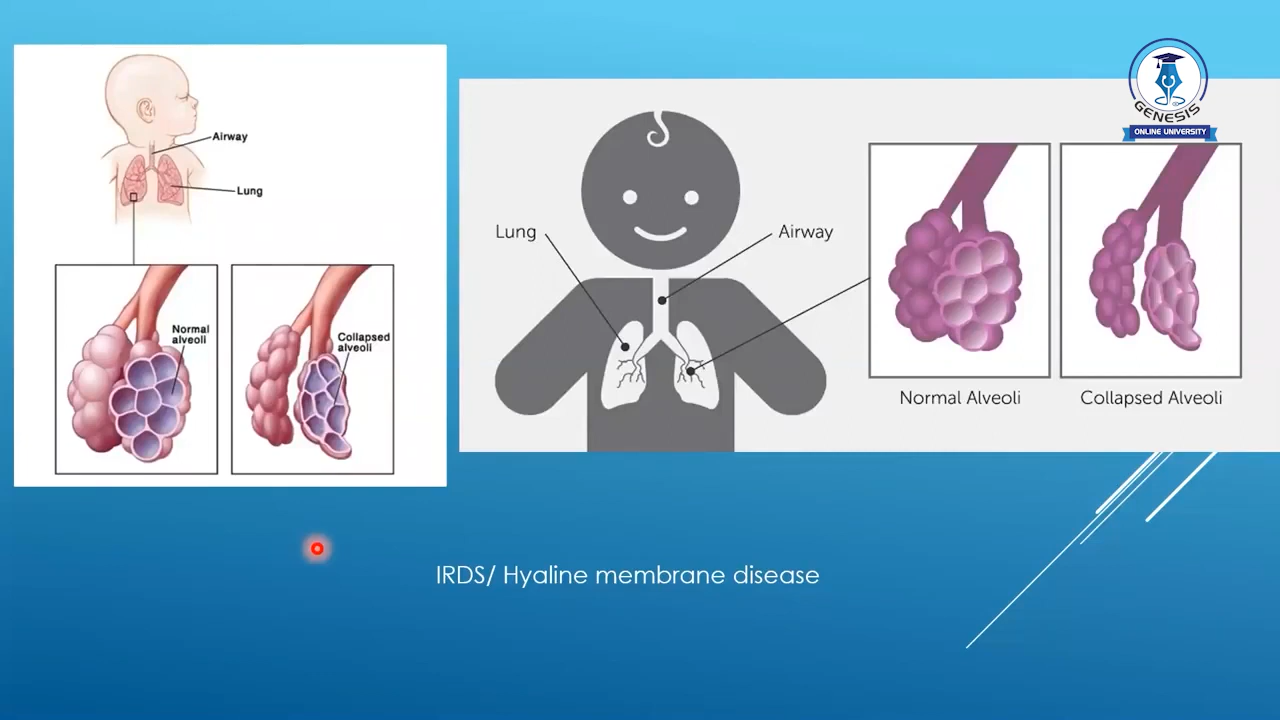 Airway
Lung
Normal
alveoli
Collapsed
alveoli
Lung
Airway
Normal Alveoli
Collapsed Alveoli
GENESIS
ONLINE UNIVERSITY
IRDS/ Hyaline membrane disease